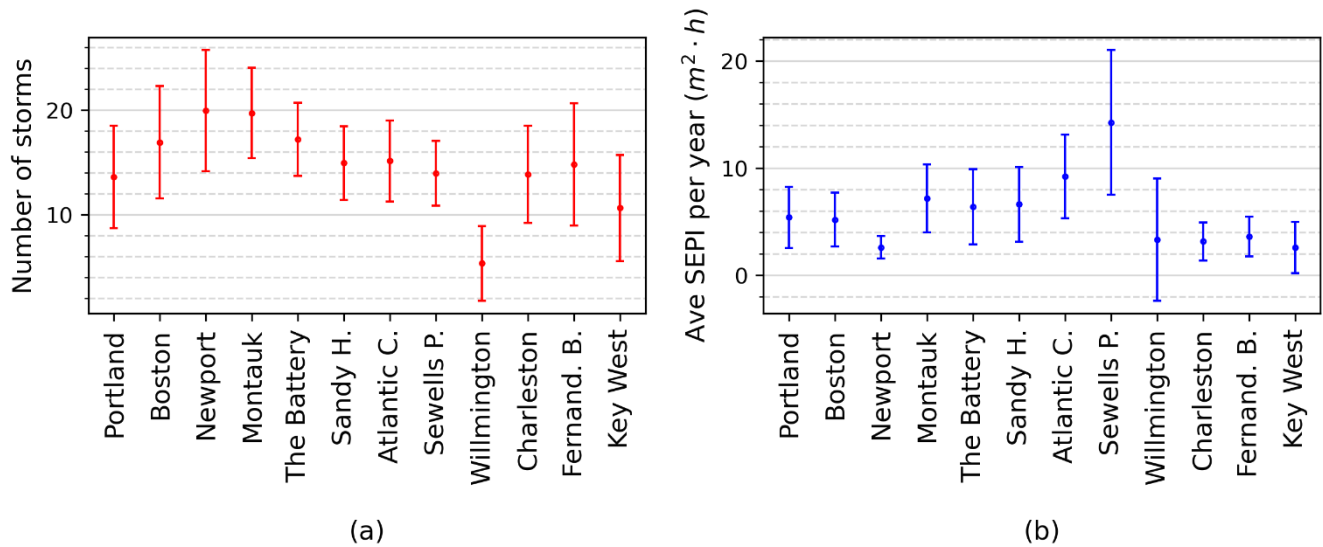 Number of storms
20
10
Portland
Boston
Newport
Montauk
The Battery
Sandy H.
Atlantic C.
Sewells P.
Willmington
Charleston
Fernand. B.
Key West
(a)
Ave SEPI per year (m² · h)
20
10
0
Portland
Boston
Newport
Montauk
The Battery
Sandy H.
Atlantic C.
Sewells P.
Willmington
Charleston
Fernand. B.
Key West
(b)